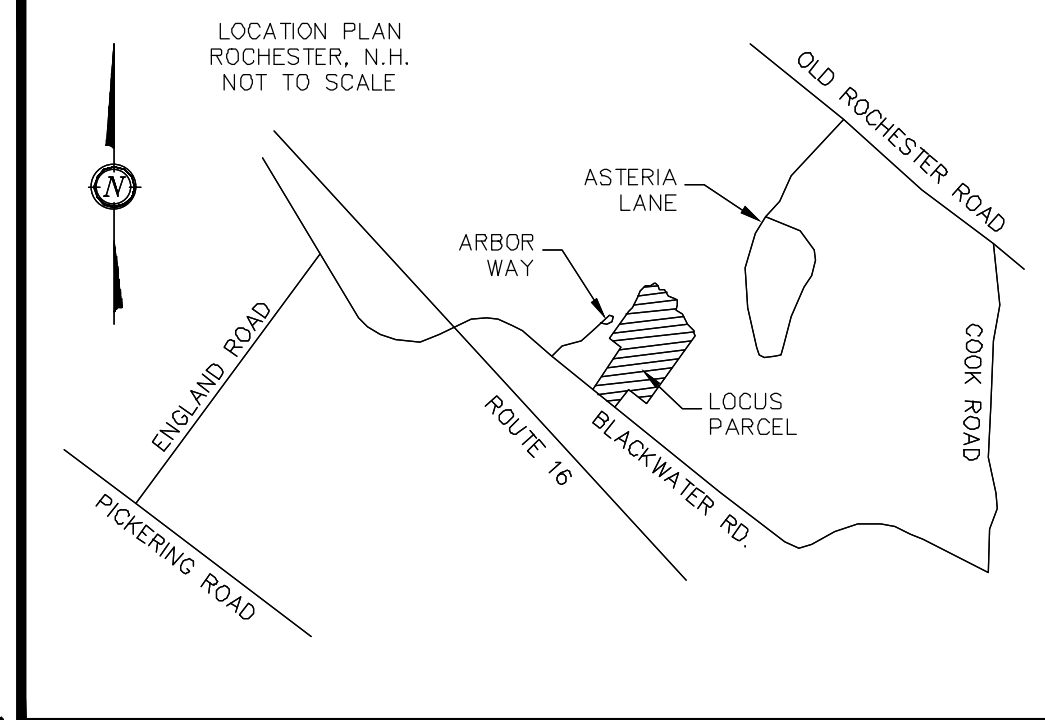 LOCATION PLAN
ROCHESTER, N.H.
NOT TO SCALE
N
OLD ROCHESTER ROAD
ASTERIA
LANE
ARBOR
WAY
ENGLAND ROAD
COOK ROAD
LOCUS
PARCEL
ROUTE 16
BLACKWATER RD.
PICKERING ROAD